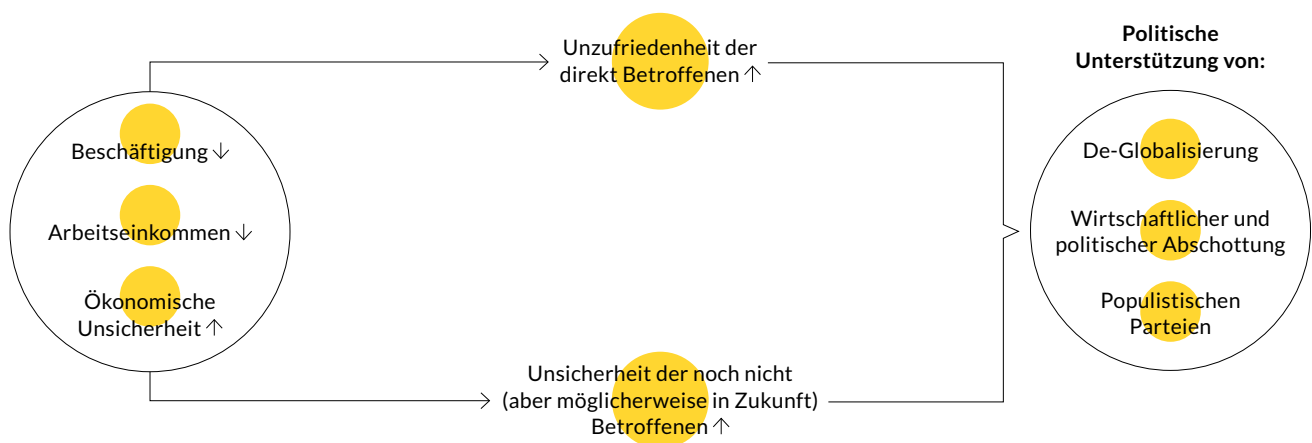 Beschäftigung ↓
Arbeitseinkommen ↓
Ökonomische
Unsicherheit ↑
Unzufriedenheit der
direkt Betroffenen ↑
Unsicherheit der noch nicht
(aber möglicherweise in Zukunft)
Betroffenen ↑
Politische
Unterstützung von:
De-Globalisierung
Wirtschaftlicher und
politischer Abschottung
Populistischen
Parteien